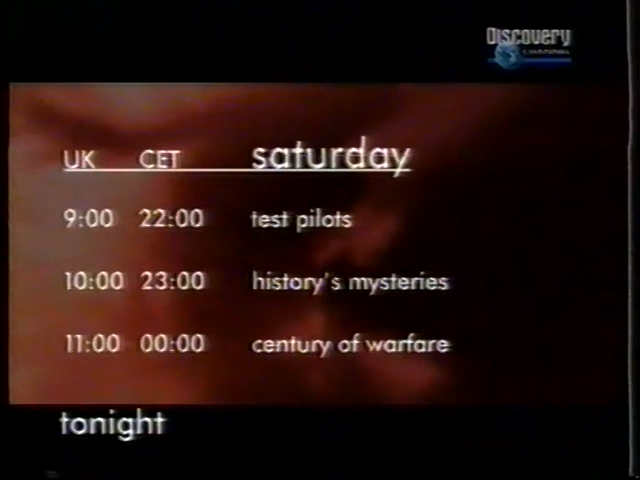 Discovery
UK CET saturday
9:00 22:00 test pilots
10:00 23:00 history's mysteries
11:00 00:00 century of warfare
tonight